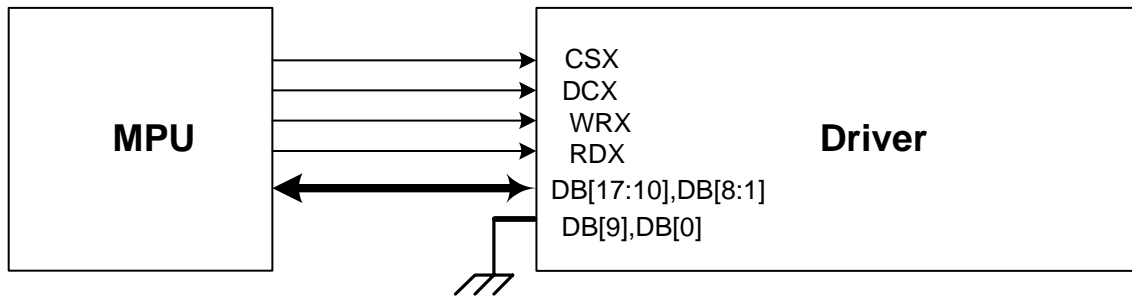 MPU
CSX
DCX
WRX
RDX
DB[17:10],DB[8:1]
DB[9],DB[0]
Driver